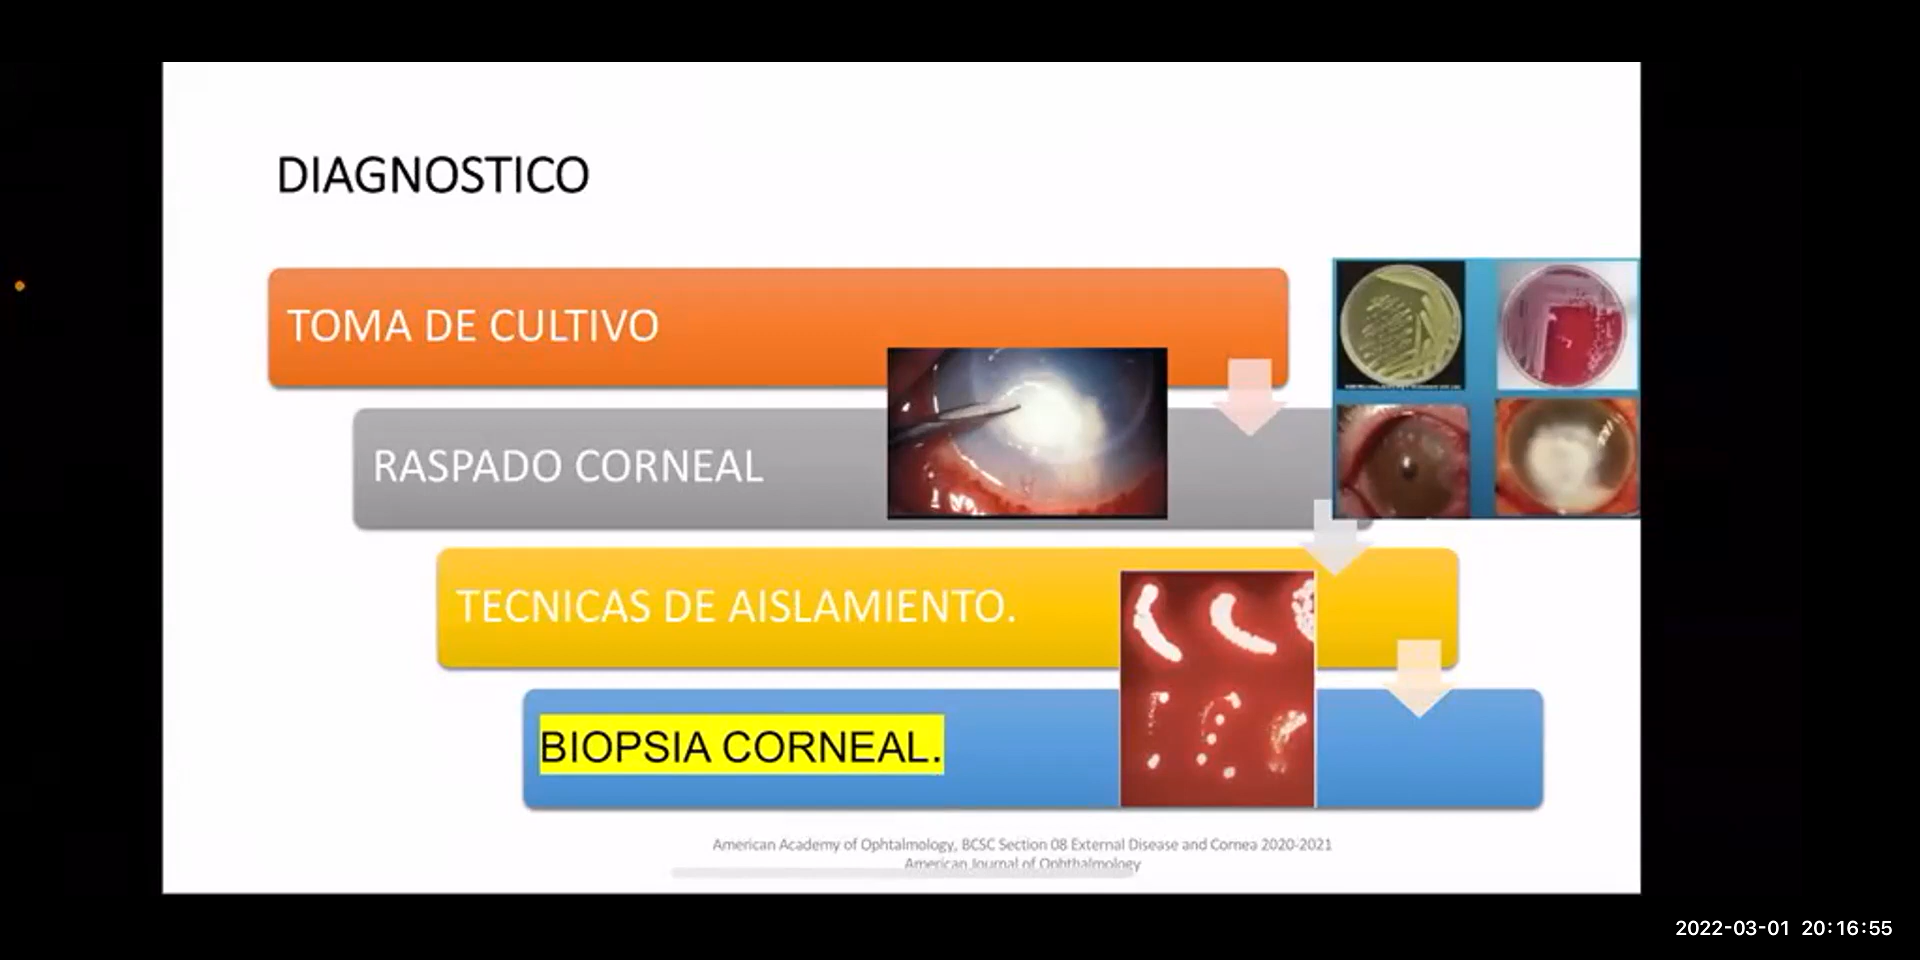 DIAGNOSTICO
TOMA DE CULTIVO
RASPADO CORNEAL
TECNICAS DE AISLAMIENTO.
BIOPSIA CORNEAL.
American Academy of Ophtalmology, BCSC Section 08 External Disease and Cornea 2020-2021
American Journal of Ophthalmology
2022-03-01 20:16:55